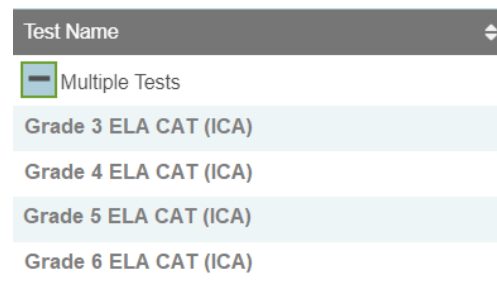 Test Name
Multiple Tests
Grade 3 ELA CAT (ICA)
Grade 4 ELA CAT (ICA)
Grade 5 ELA CAT (ICA)
Grade 6 ELA CAT (ICA)